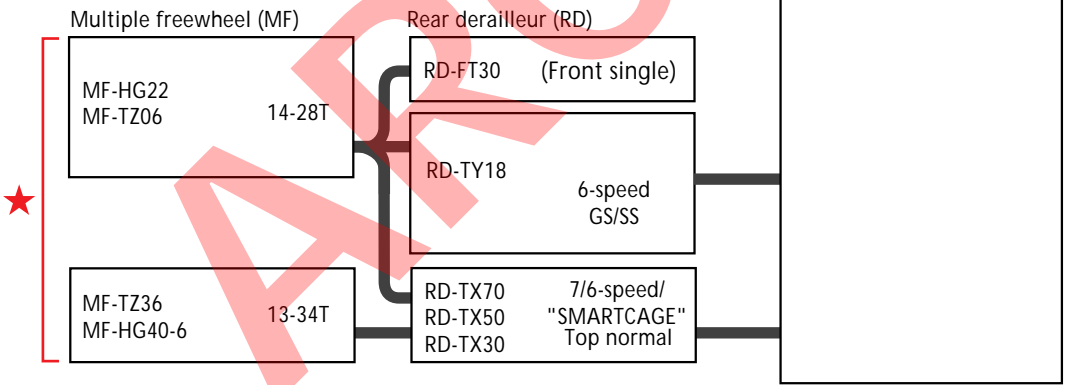 Multiple freewheel (MF)
Rear derailleur (RD)
MF-HG22
MF-TZ06
14-28T
RD-FT30 (Front single)
RD-TY18
6-speed
GS/SS
MF-TZ36
MF-HG40-6
13-34T
RD-TX70
RD-TX50
RD-TX30
7/6-speed/
"SMARTCAGE"
Top normal
ARC